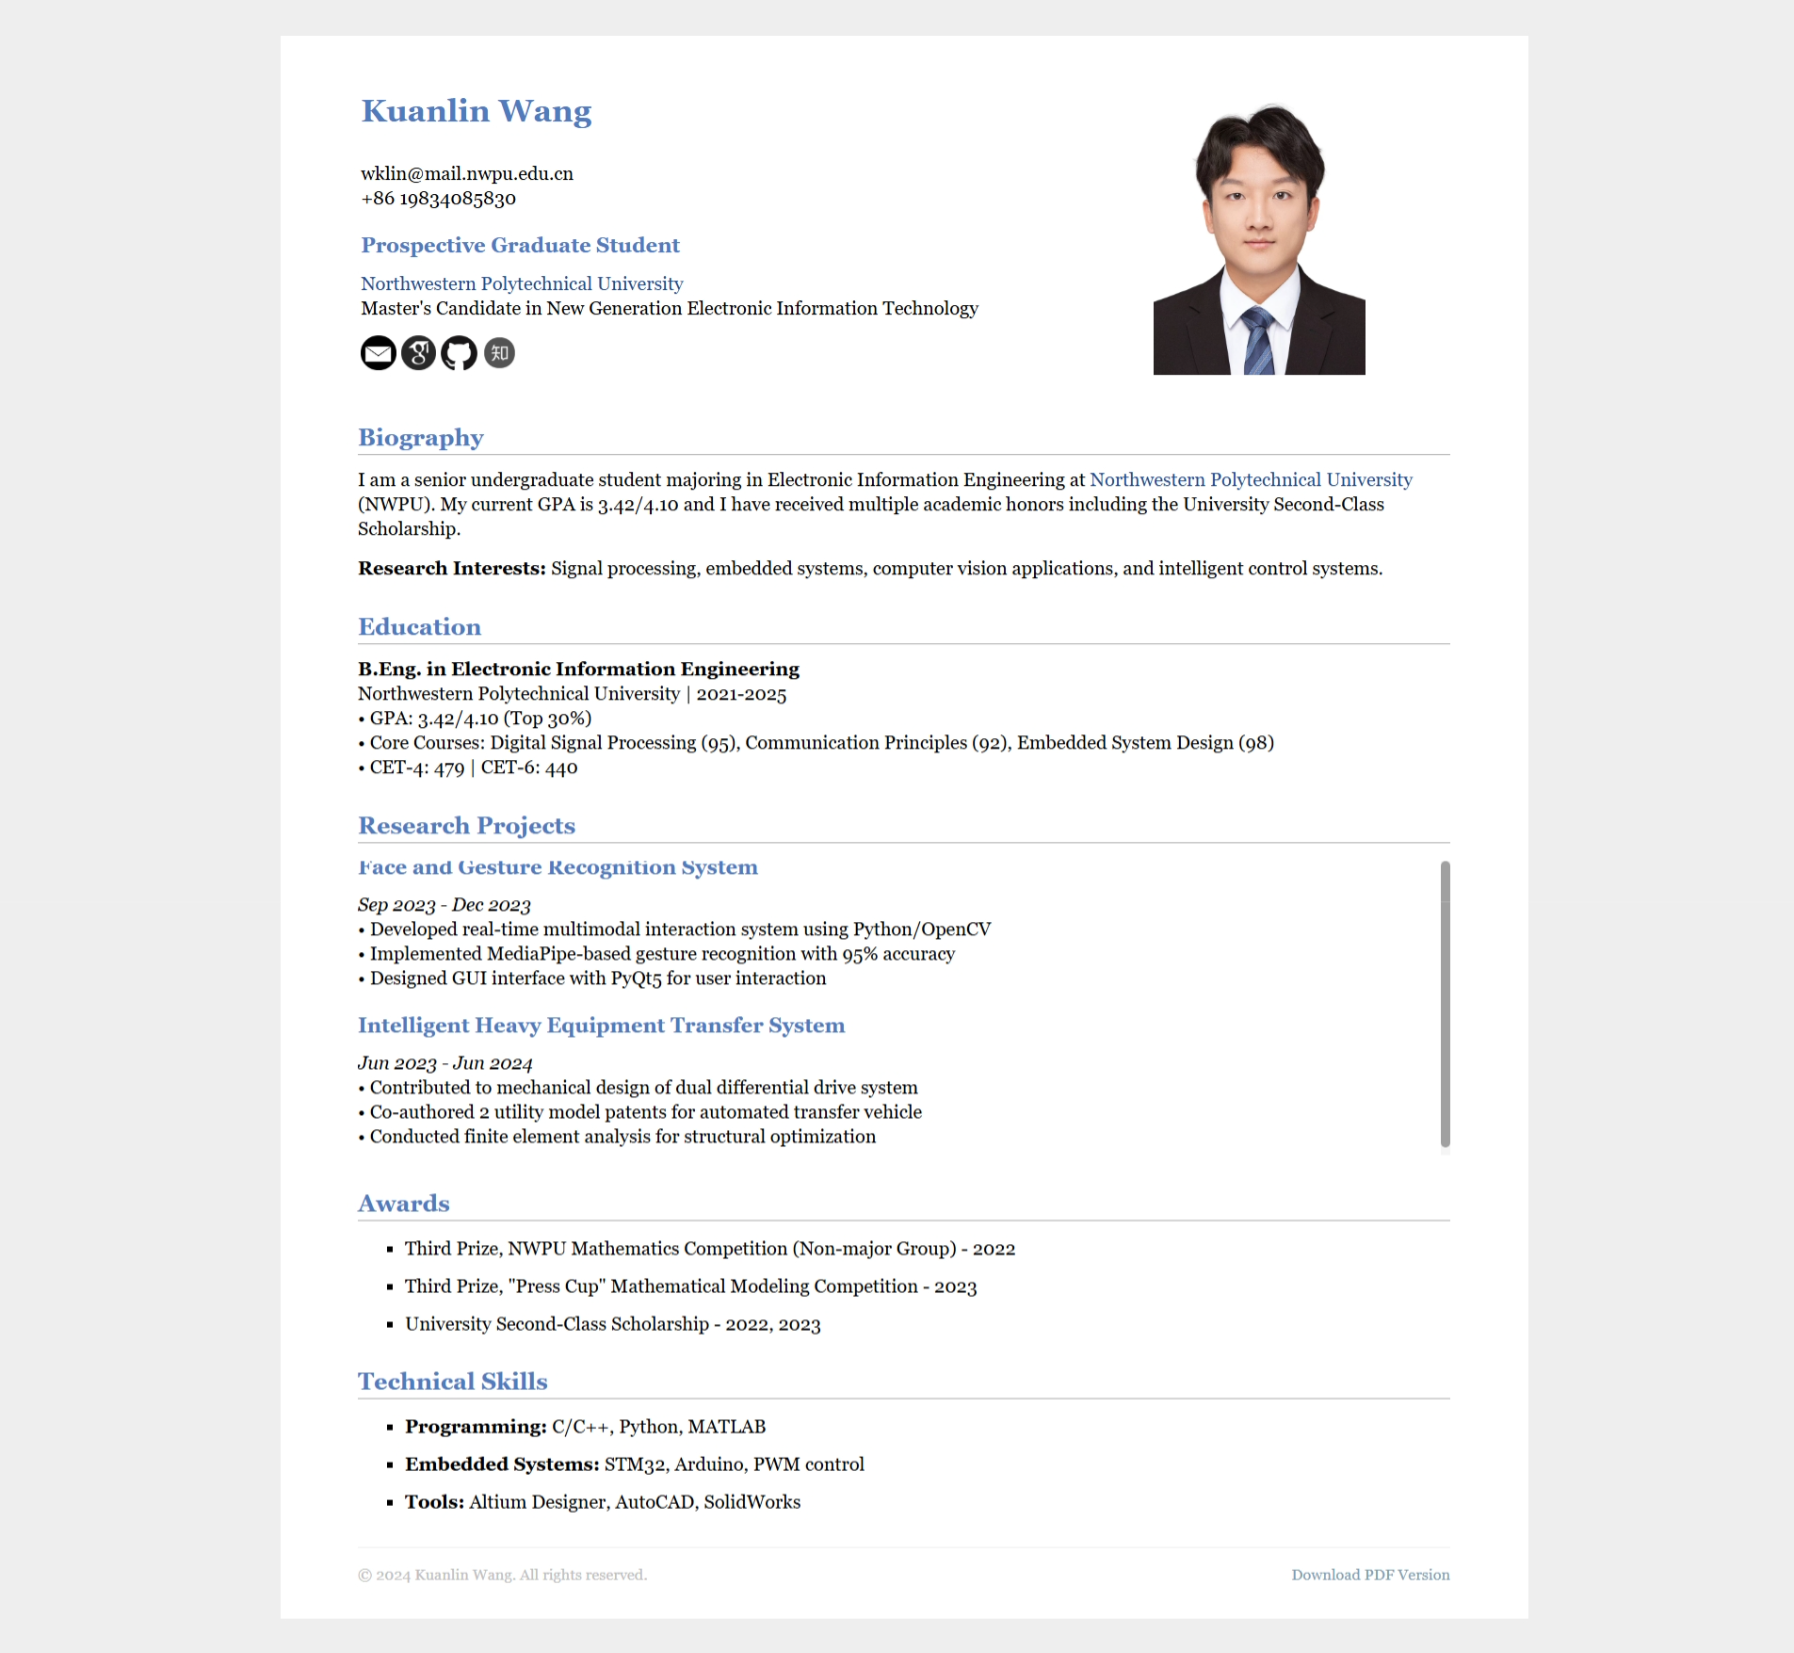 Kuanlin Wang
wklin@mail.nwpu.edu.cn
+86 19834085830
Prospective Graduate Student
Northwestern Polytechnical University
Master's Candidate in New Generation Electronic Information Technology
知
Biography
I am a senior undergraduate student majoring in Electronic Information Engineering at Northwestern Polytechnical University
(NWPU). My current GPA is 3.42/4.10 and I have received multiple academic honors including the University Second-Class
Scholarship.
Research Interests: Signal processing, embedded systems, computer vision applications, and intelligent control systems.
Education
B.Eng. in Electronic Information Engineering
Northwestern Polytechnical University | 2021-2025
• GPA: 3.42/4.10 (Top 30%)
• Core Courses: Digital Signal Processing (95), Communication Principles (92), Embedded System Design (98)
• CET-4: 479 | CET-6: 440
Research Projects
Face and Gesture Recognition System
Sep 2023 - Dec 2023
• Developed real-time multimodal interaction system using Python/OpenCV
• Implemented MediaPipe-based gesture recognition with 95% accuracy
• Designed GUI interface with PyQt5 for user interaction
Intelligent Heavy Equipment Transfer System
Jun 2023 - Jun 2024
• Contributed to mechanical design of dual differential drive system
• Co-authored 2 utility model patents for automated transfer vehicle
• Conducted finite element analysis for structural optimization
Awards
▪ Third Prize, NWPU Mathematics Competition (Non-major Group) - 2022
▪ Third Prize, "Press Cup" Mathematical Modeling Competition - 2023
▪ University Second-Class Scholarship - 2022, 2023
Technical Skills
▪ Programming: C/C++, Python, MATLAB
▪ Embedded Systems: STM32, Arduino, PWM control
▪ Tools: Altium Designer, AutoCAD, SolidWorks
© 2024 Kuanlin Wang. All rights reserved.
Download PDF Version